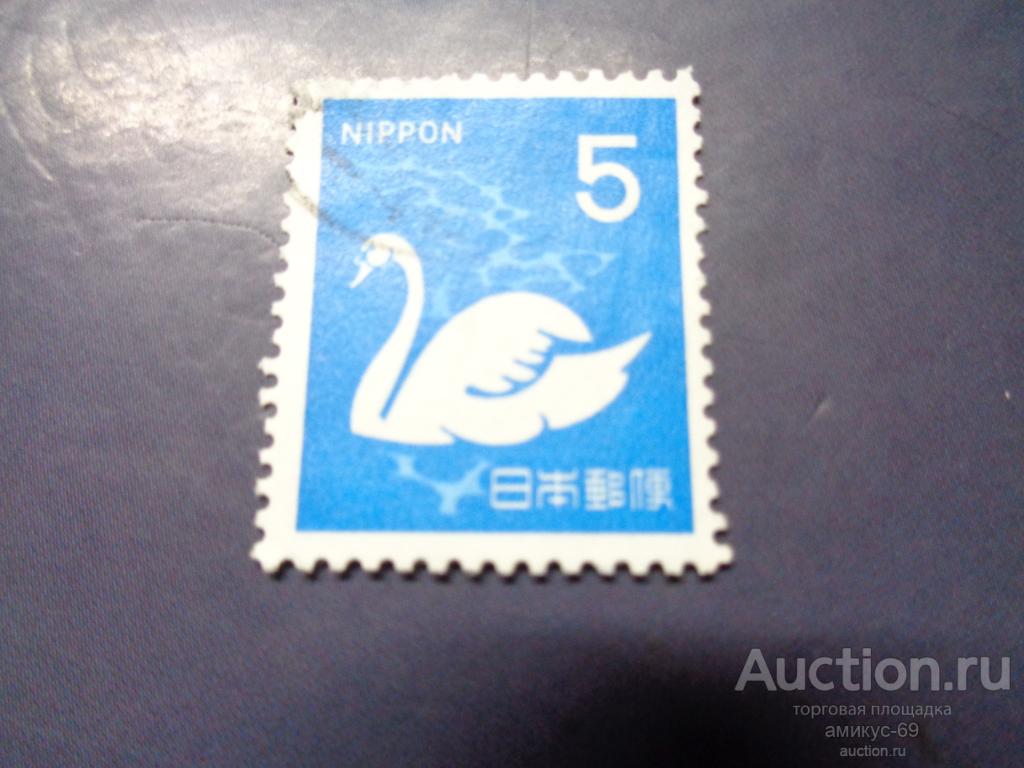 NIPPON
5
日本郵便
Auction.ru
торговая площадка
амикус-69
auction.ru